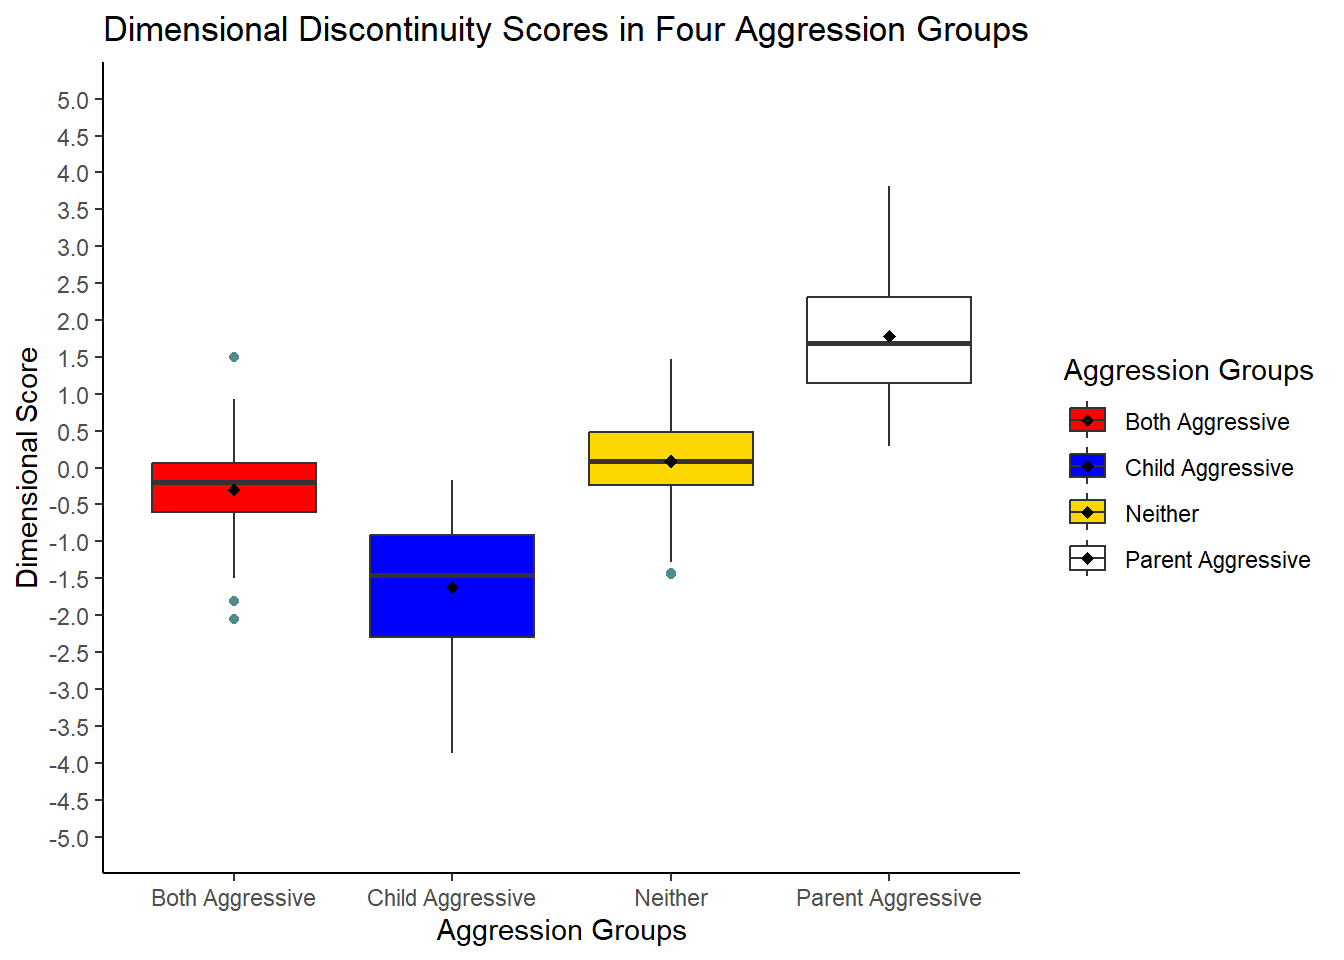 Dimensional Discontinuity Scores in Four Aggression Groups
Dimensional Score
5.0
4.5
4.0
3.5
3.0
2.5
2.0
1.5
1.0
0.5
0.0
-0.5
-1.0
-1.5
-2.0
-2.5
-3.0
-3.5
-4.0
-4.5
-5.0
Both Aggressive
Child Aggressive
Neither
Parent Aggressive
Aggression Groups
Aggression Groups
Both Aggressive
Child Aggressive
Neither
Parent Aggressive